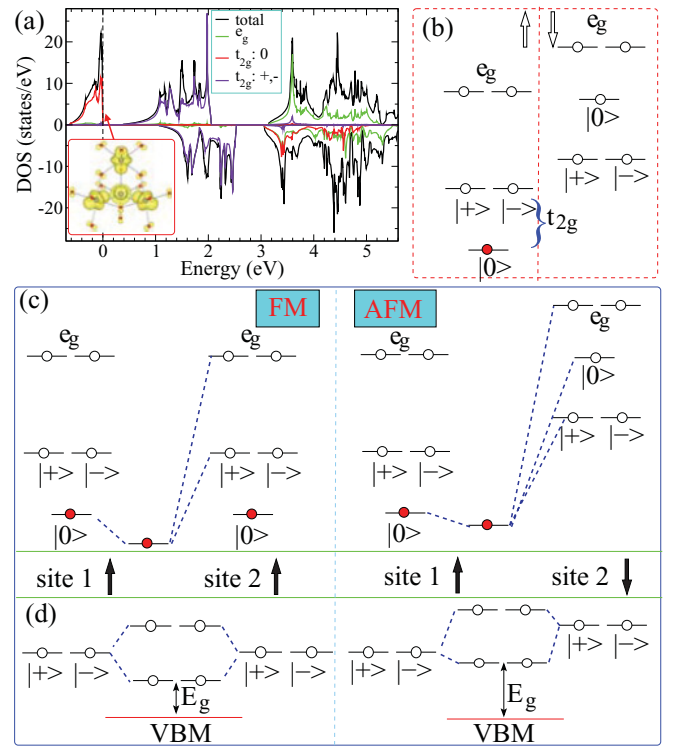 (a)
total
e_g
t_2g: 0
t_2g: +,-
DOS (states/eV)
20
10
0
-10
-20
0 1 2 3 4 5
Energy (eV)
(b)
e_g
e_g
|0>
|+> |->
|+> |->
t_2g
|0>
(c)
FM
AFM
e_g
e_g
e_g
e_g
|0>
|+> |->
|+> |->
|+> |->
|+> |->
|0>
|0>
|0>
site 1
site 2
site 1
site 2
(d)
|+> |->
|+> |->
|+> |->
|+> |->
E_g
E_g
VBM
VBM